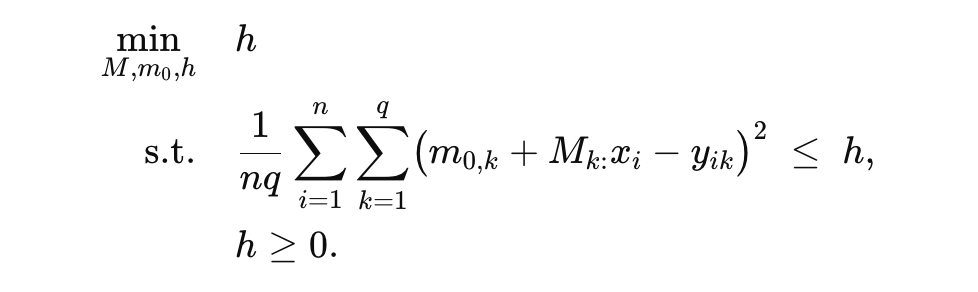 min h
M,m₀,h
s.t. 1/nq ∑_{i=1}^{n} ∑_{k=1}^{q} (m_{0,k} + M_{k:}x_i − y_{ik})² ≤ h,
h ≥ 0.